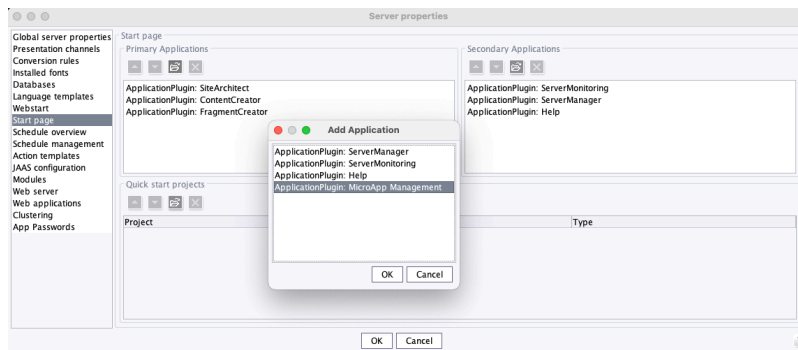 Server properties
Global server properties
Presentation channels
Conversion rules
Installed fonts
Databases
Language templates
Webstart
Start page
Schedule overview
Schedule management
Action templates
JAAS configuration
Modules
Web server
Web applications
Clustering
App Passwords
Start page
Primary Applications
ApplicationPlugin: SiteArchitect
ApplicationPlugin: ContentCreator
ApplicationPlugin: FragmentCreator
Secondary Applications
ApplicationPlugin: ServerMonitoring
ApplicationPlugin: ServerManager
ApplicationPlugin: Help
Add Application
ApplicationPlugin: ServerManager
ApplicationPlugin: ServerMonitoring
ApplicationPlugin: Help
ApplicationPlugin: MicroApp Management
OK Cancel
Quick start projects
Project Type
OK Cancel